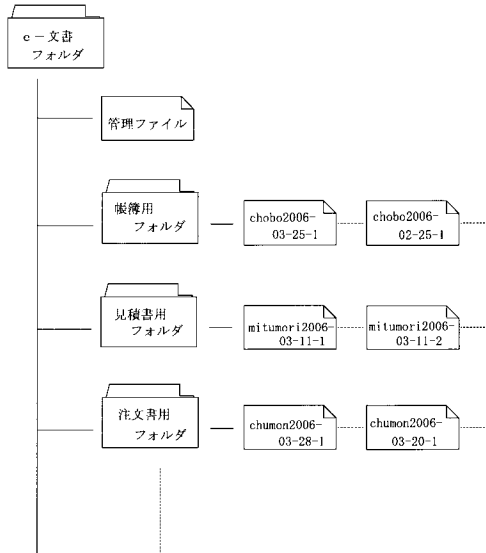 e－文書
フォルダ
管理ファイル
帳簿用
フォルダ
chobo2006-
03-25-1
chobo2006-
02-25-1
見積書用
フォルダ
mitumori2006-
03-11-1
mitumori2006-
03-11-2
注文書用
フォルダ
chumon2006-
03-28-1
chumon2006-
03-20-1